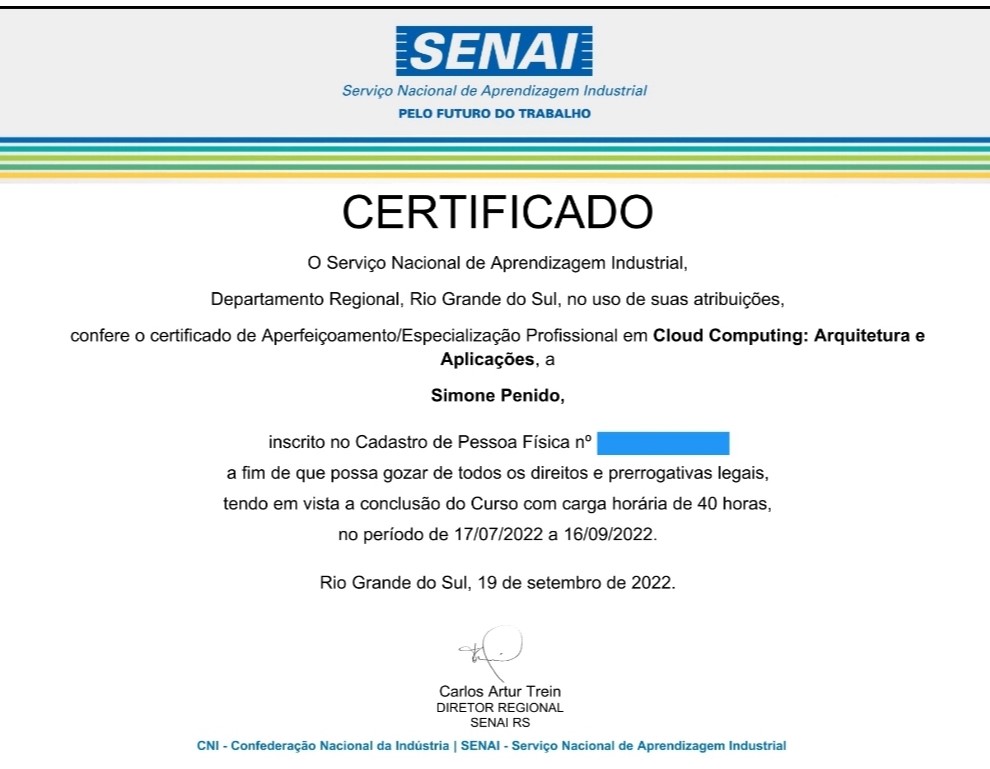 SENAI
Serviço Nacional de Aprendizagem Industrial
PELO FUTURO DO TRABALHO
CERTIFICADO
O Serviço Nacional de Aprendizagem Industrial,
Departamento Regional, Rio Grande do Sul, no uso de suas atribuições,
confere o certificado de Aperfeiçoamento/Especialização Profissional em Cloud Computing: Arquitetura e
Aplicações, a
Simone Penido,
inscrito no Cadastro de Pessoa Física nº
a fim de que possa gozar de todos os direitos e prerrogativas legais,
tendo em vista a conclusão do Curso com carga horária de 40 horas,
no período de 17/07/2022 a 16/09/2022.
Rio Grande do Sul, 19 de setembro de 2022.
Carlos Artur Trein
DIRETOR REGIONAL
SENAI RS
CNI - Confederação Nacional da Indústria | SENAI - Serviço Nacional de Aprendizagem Industrial